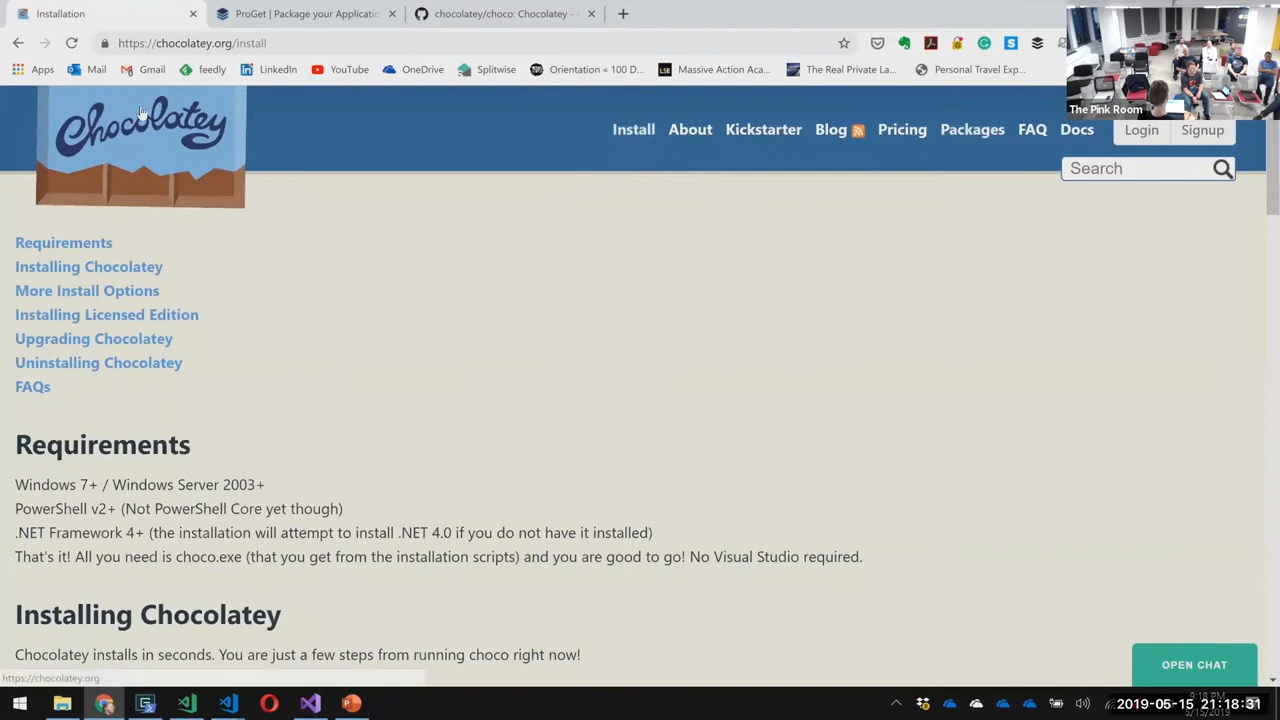 Installation
ProGet | Package your Applicatio
chocolatey/choco: Chocolatey -
https://chocolatey.org/install
Apps
Mail
Gmail
feedly
LinkedIn
YouTube
Splitwise
Orientation « 100 D...
LSE
Massive Action Aca...
The Real Private La...
Personal Travel Exp...
The Pink Room
Chocolatey
Install
About
Kickstarter
Blog
Pricing
Packages
FAQ
Docs
Login
Signup
Search
Requirements
Installing Chocolatey
More Install Options
Installing Licensed Edition
Upgrading Chocolatey
Uninstalling Chocolatey
FAQs
Requirements
Windows 7+ / Windows Server 2003+
PowerShell v2+ (Not PowerShell Core yet though)
.NET Framework 4+ (the installation will attempt to install .NET 4.0 if you do not have it installed)
That's it! All you need is choco.exe (that you get from the installation scripts) and you are good to go! No Visual Studio required.
Installing Chocolatey
Chocolatey installs in seconds. You are just a few steps from running choco right now!
OPEN CHAT
https://chocolatey.org
9:18 PM
2019-05-15 21:18:31
5/15/2019